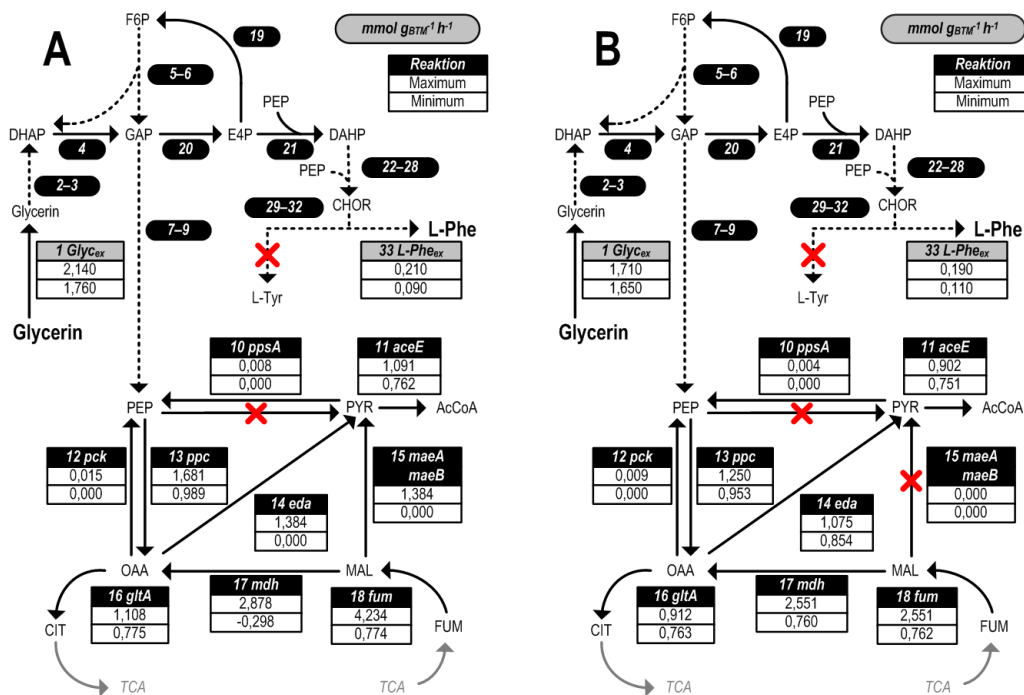 A
F6P
19
mmol gBTM⁻¹ h⁻¹
Reaktion
Maximum
Minimum
5–6
PEP
DHAP
GAP
E4P
DAHP
4
20
21
PEP
22–28
2–3
Glycerin
29–32
CHOR
7–9
L-Phe
1 Glycex
2,140
1,760
33 L-Pheex
0,210
0,090
L-Tyr
Glycerin
10 ppsA
0,008
0,000
11 aceE
1,091
0,762
PEP
PYR
AcCoA
12 pck
0,015
0,000
13 ppc
1,681
0,989
15 maeA
maeB
1,384
0,000
14 eda
1,384
0,000
OAA
MAL
16 gltA
1,108
0,775
17 mdh
2,878
-0,298
18 fum
4,234
0,774
CIT
FUM
TCA
TCA
B
F6P
19
mmol gBTM⁻¹ h⁻¹
Reaktion
Maximum
Minimum
5–6
PEP
DHAP
GAP
E4P
DAHP
4
20
21
PEP
22–28
2–3
Glycerin
29–32
CHOR
7–9
L-Phe
1 Glycex
1,710
1,650
33 L-Pheex
0,190
0,110
L-Tyr
Glycerin
10 ppsA
0,004
0,000
11 aceE
0,902
0,751
PEP
PYR
AcCoA
12 pck
0,009
0,000
13 ppc
1,250
0,953
15 maeA
maeB
0,000
0,000
14 eda
1,075
0,854
OAA
MAL
16 gltA
0,912
0,763
17 mdh
2,551
0,760
18 fum
2,551
0,762
CIT
FUM
TCA
TCA